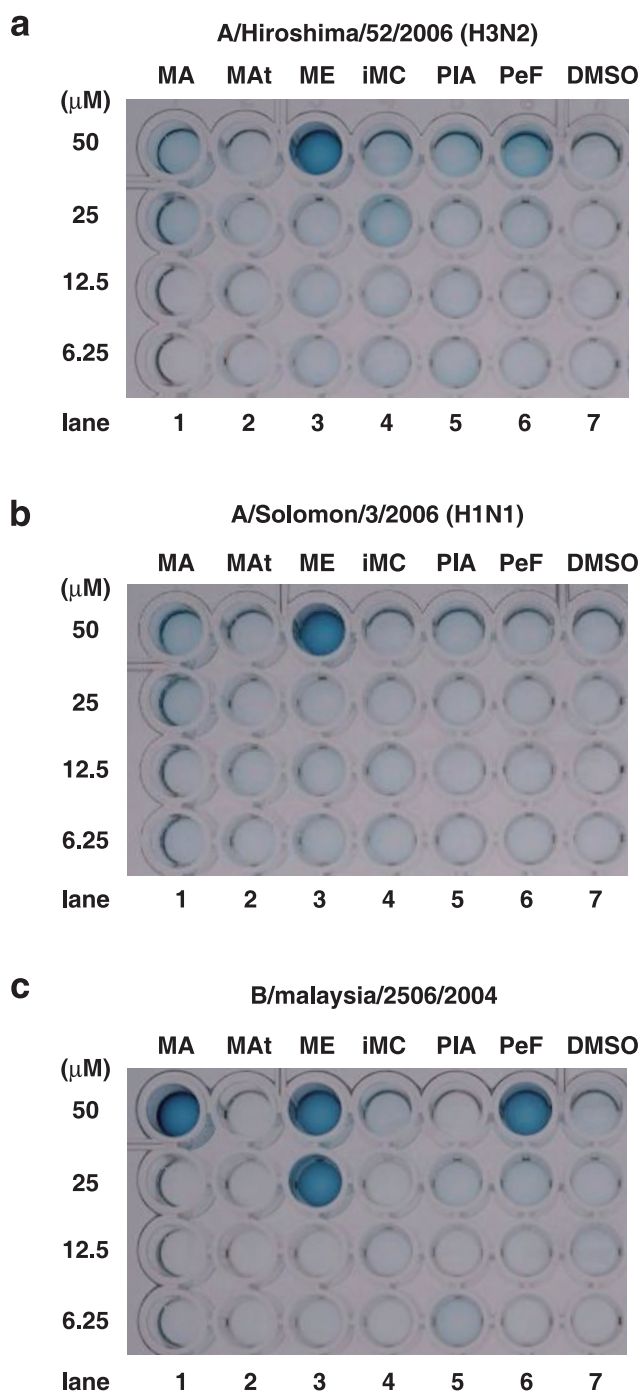 a
A/Hiroshima/52/2006 (H3N2)
MA MAt ME iMC PlA PeF DMSO
(μM)
50
25
12.5
6.25
lane 1 2 3 4 5 6 7
b
A/Solomon/3/2006 (H1N1)
MA MAt ME iMC PlA PeF DMSO
(μM)
50
25
12.5
6.25
lane 1 2 3 4 5 6 7
c
B/malaysia/2506/2004
MA MAt ME iMC PlA PeF DMSO
(μM)
50
25
12.5
6.25
lane 1 2 3 4 5 6 7